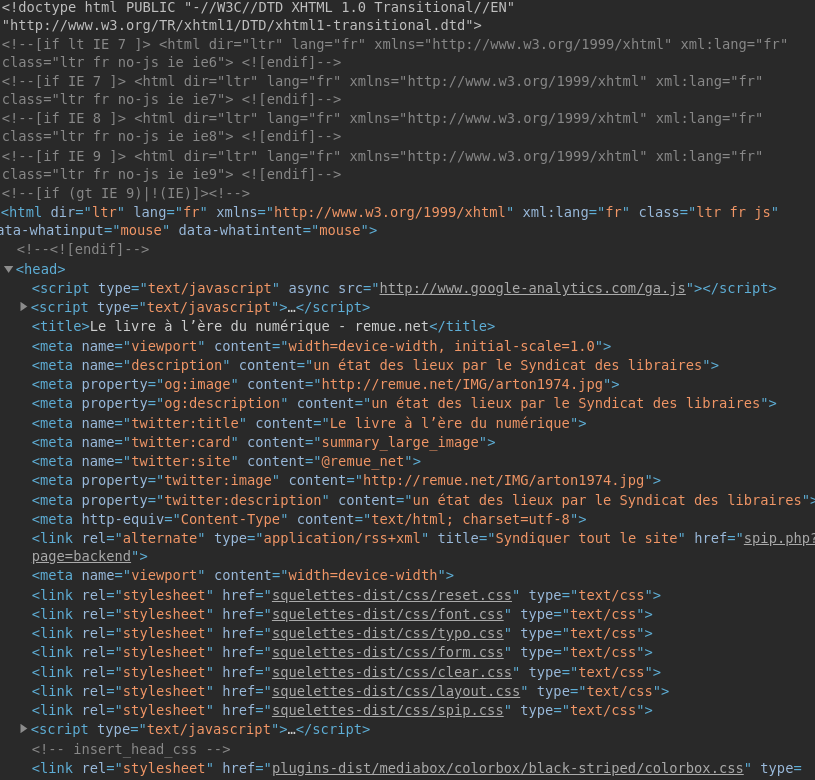 <!doctype html PUBLIC "-//W3C//DTD XHTML 1.0 Transitional//EN"
"http://www.w3.org/TR/xhtml1/DTD/xhtml1-transitional.dtd">
<!--[if lt IE 7 ]> <html dir="ltr" lang="fr" xmlns="http://www.w3.org/1999/xhtml" xml:lang="fr"
class="ltr fr no-js ie ie6"> <![endif]-->
<!--[if IE 7 ]> <html dir="ltr" lang="fr" xmlns="http://www.w3.org/1999/xhtml" xml:lang="fr"
class="ltr fr no-js ie ie7"> <![endif]-->
<!--[if IE 8 ]> <html dir="ltr" lang="fr" xmlns="http://www.w3.org/1999/xhtml" xml:lang="fr"
class="ltr fr no-js ie ie8"> <![endif]-->
<!--[if IE 9 ]> <html dir="ltr" lang="fr" xmlns="http://www.w3.org/1999/xhtml" xml:lang="fr"
class="ltr fr no-js ie ie9"> <![endif]-->
<!--[if (gt IE 9)|!(IE)]><!-->
<html dir="ltr" lang="fr" xmlns="http://www.w3.org/1999/xhtml" xml:lang="fr" class="ltr fr js"
ata-whatinput="mouse" data-whatintent="mouse">
<!--<![endif]-->
▼<head>
<script type="text/javascript" async src="http://www.google-analytics.com/ga.js"></script>
▶<script type="text/javascript">…</script>
<title>Le livre à l’ère du numérique - remue.net</title>
<meta name="viewport" content="width=device-width, initial-scale=1.0">
<meta name="description" content="un état des lieux par le Syndicat des libraires">
<meta property="og:image" content="http://remue.net/IMG/arton1974.jpg">
<meta property="og:description" content="un état des lieux par le Syndicat des libraires">
<meta name="twitter:title" content="Le livre à l’ère du numérique">
<meta name="twitter:card" content="summary_large_image">
<meta name="twitter:site" content="@remue_net">
<meta property="twitter:image" content="http://remue.net/IMG/arton1974.jpg">
<meta property="twitter:description" content="un état des lieux par le Syndicat des libraires">
<meta http-equiv="Content-Type" content="text/html; charset=utf-8">
<link rel="alternate" type="application/rss+xml" title="Syndiquer tout le site" href="spip.php?
page=backend">
<meta name="viewport" content="width=device-width">
<link rel="stylesheet" href="squelettes-dist/css/reset.css" type="text/css">
<link rel="stylesheet" href="squelettes-dist/css/font.css" type="text/css">
<link rel="stylesheet" href="squelettes-dist/css/typo.css" type="text/css">
<link rel="stylesheet" href="squelettes-dist/css/form.css" type="text/css">
<link rel="stylesheet" href="squelettes-dist/css/clear.css" type="text/css">
<link rel="stylesheet" href="squelettes-dist/css/layout.css" type="text/css">
<link rel="stylesheet" href="squelettes-dist/css/spip.css" type="text/css">
▶<script type="text/javascript">…</script>
<!-- insert_head_css -->
<link rel="stylesheet" href="plugins-dist/mediabox/colorbox/black-striped/colorbox.css" type=